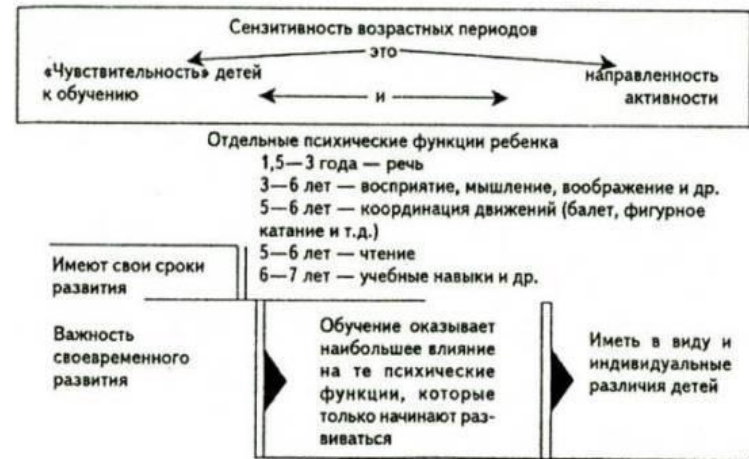 Сензитивность возрастных периодов
это
«Чувствительность» детей
к обучению
и
направленность
активности
Отдельные психические функции ребенка
1,5—3 года — речь
3—6 лет — восприятие, мышление, воображение и др.
5—6 лет — координация движений (балет, фигурное
катание и т.д.)
5—6 лет — чтение
6—7 лет — учебные навыки и др.
Имеют свои сроки
развития
Важность
своевременного
развития
Обучение оказывает
наибольшее влияние
на те психические
функции, которые
только начинают раз-
виваться
Иметь в виду и
индивидуальные
различия детей